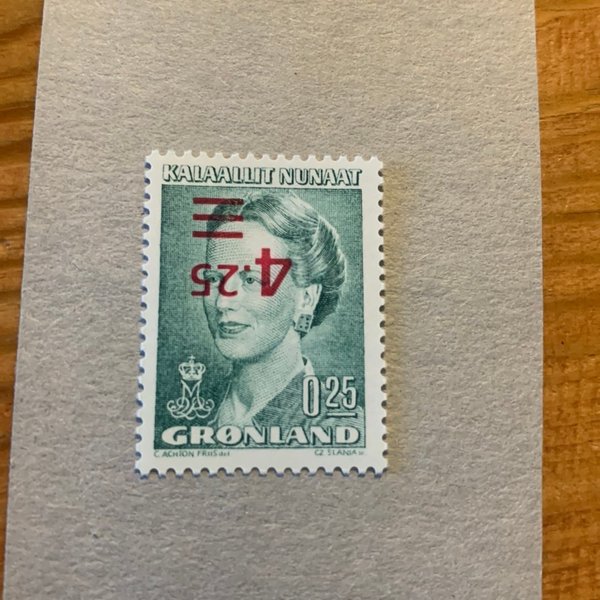 KALAALLIT NUNAAT
4.25
0.25
GRØNLAND
C. ACHTON FRIIS del. CZ. SLANIA sc.